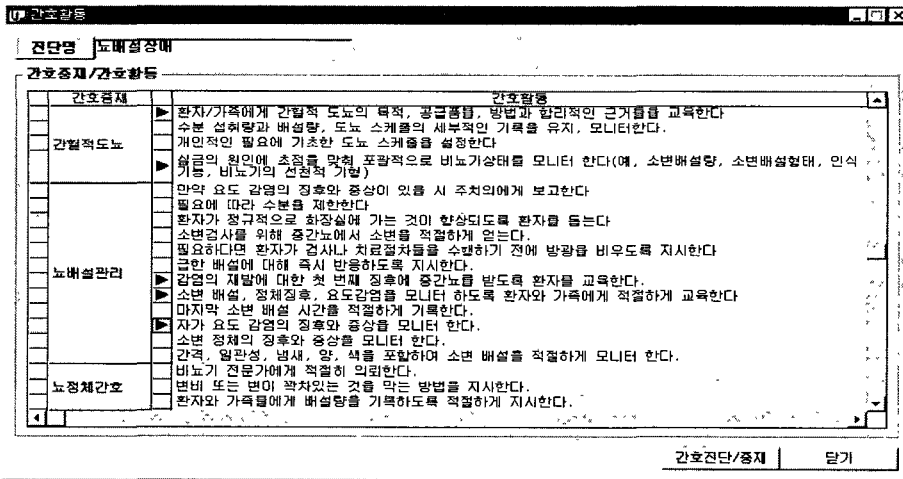 간호활동
진단명 뇨배설장애
간호중재/간호활동
간호중재 간호활동
환자/가족에게 간헐적 도뇨의 목적, 공급품들, 방법과 합리적인 근거들을 교육한다
수분 섭취량과 배설량, 도뇨 스케줄의 세부적인 기록을 유지, 모니터한다.
간헐적도뇨
개인적인 필요에 기초한 도뇨 스케줄을 설정한다
실금의 원인에 초점을 맞춰 포괄적으로 비뇨기상태를 모니터 한다(예, 소변배설량, 소변배설형태, 인식
기능, 비뇨기의 선천적 기형)
만약 요도 감염의 징후와 증상이 있을 시 주치의에게 보고한다
필요에 따라 수분을 제한한다
환자가 정규적으로 화장실에 가는 것이 향상되도록 환자를 돕는다
소변검사를 위해 중간뇨에서 소변을 적절하게 얻는다.
필요하다면 환자가 검사나 치료절차들을 수행하기 전에 방광을 비우도록 지시한다
급한 배설에 대해 즉시 반응하도록 지시한다.
뇨배설관리
감염의 재발에 대한 첫 번째 징후에 중간뇨를 받도록 환자를 교육한다.
소변 배설, 정체징후, 요도감염을 모니터 하도록 환자와 가족에게 적절하게 교육한다
마지막 소변 배설 시간을 적절하게 기록한다.
자가 요도 감염의 징후와 증상을 모니터 한다.
소변 정체의 징후와 증상을 모니터 한다.
간격, 일관성, 냄새, 양, 색을 포함하여 소변 배설을 적절하게 모니터 한다.
비뇨기 전문가에게 적절히 의뢰한다.
뇨정체간호
변비 또는 변이 꽉차있는 것을 막는 방법을 지시한다.
환자와 가족들에게 배설량을 기록하도록 적절하게 지시한다.
간호진단/중재 닫기